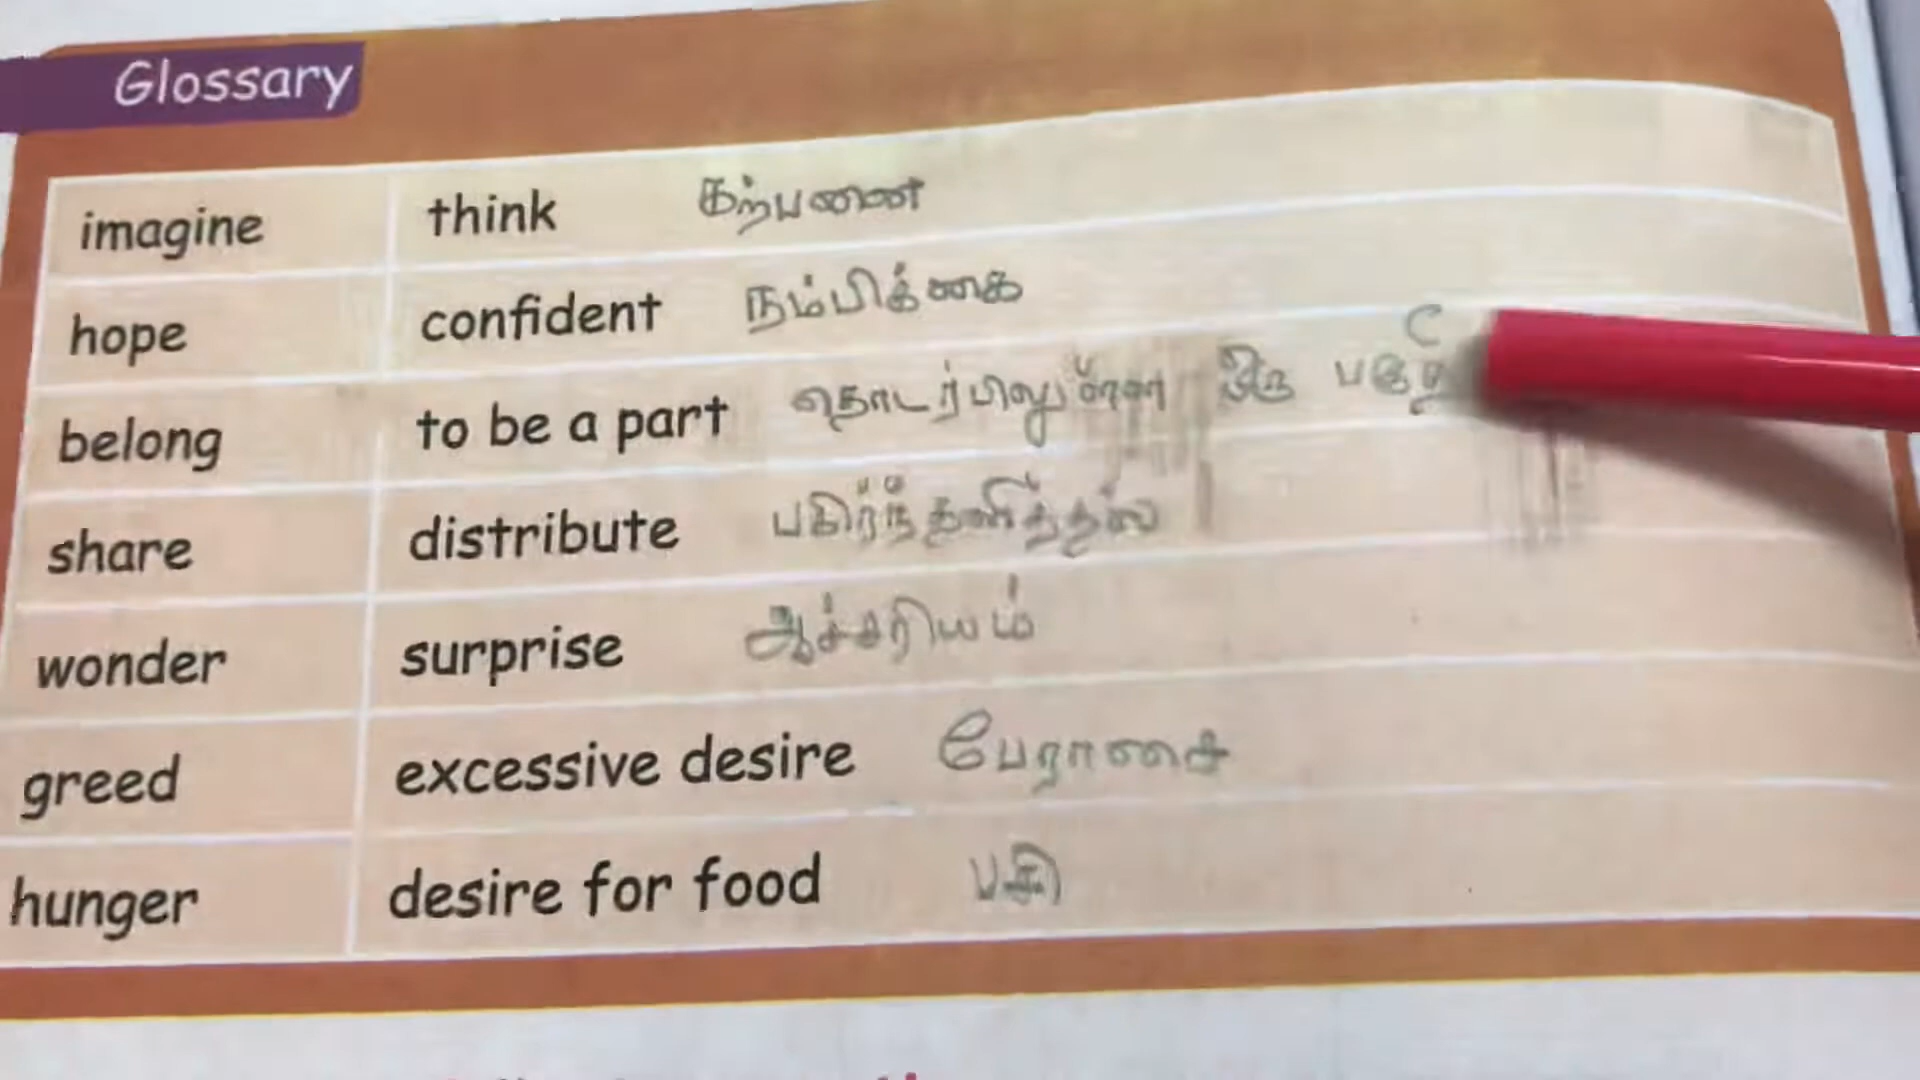 Glossary
imagine think கற்பனை
hope confident நம்பிக்கை
belong to be a part தொடர்பிலுள்ள ஒரு
share distribute பகிர்ந்தளித்தல்
wonder surprise ஆச்சரியம்
greed excessive desire பேராசை
hunger desire for food பசி